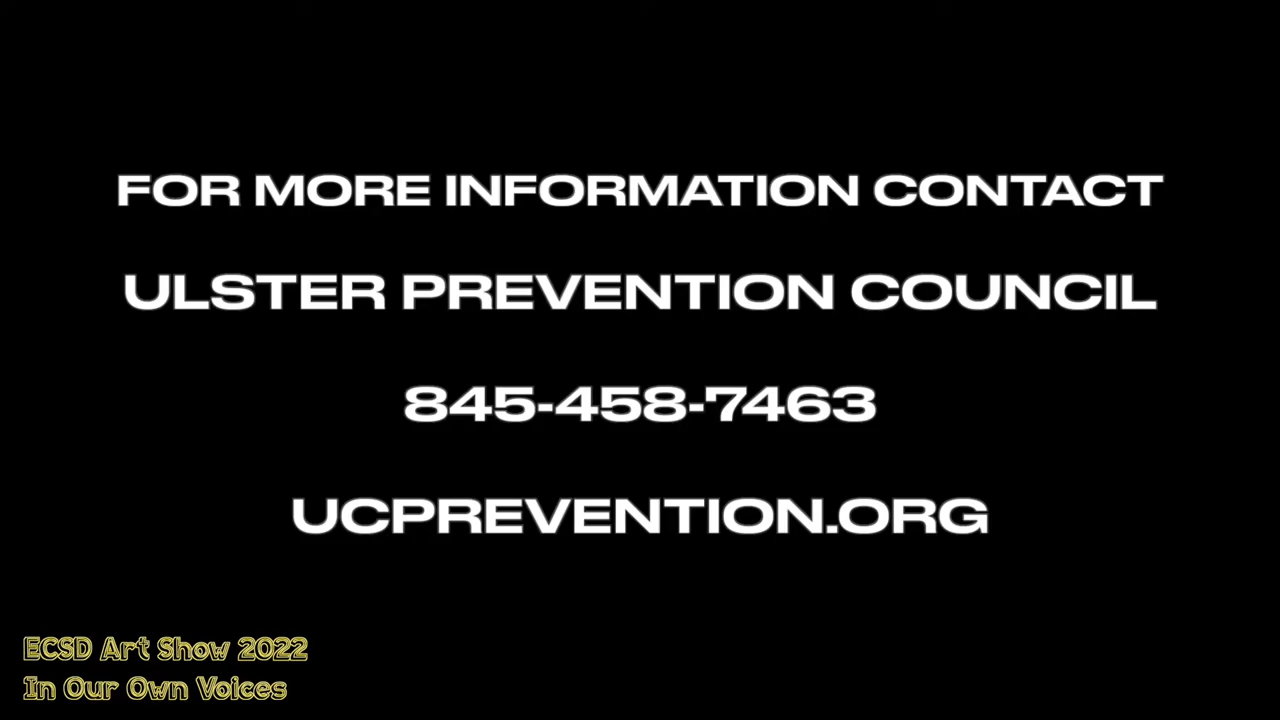 FOR MORE INFORMATION CONTACT
ULSTER PREVENTION COUNCIL
845-458-7463
UCPREVENTION.ORG
ECSD Art Show 2022
In Our Own Voices